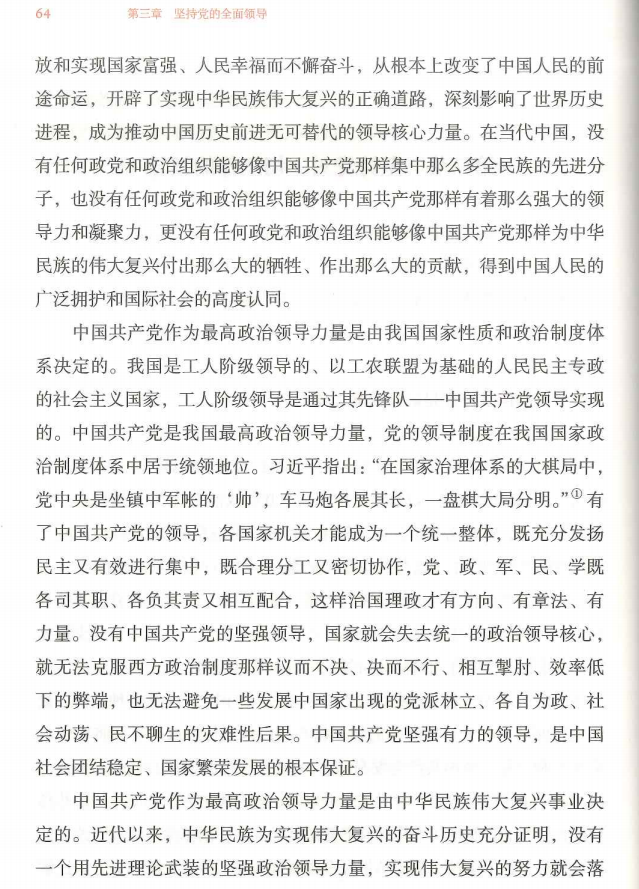 64 第三章 坚持党的全面领导
放和实现国家富强、人民幸福而不懈奋斗，从根本上改变了中国人民的前
途命运，开辟了实现中华民族伟大复兴的正确道路，深刻影响了世界历史
进程，成为推动中国历史前进无可替代的领导核心力量。在当代中国，没
有任何政党和政治组织能够像中国共产党那样集中那么多全民族的先进分
子，也没有任何政党和政治组织能够像中国共产党那样有着那么强大的领
导力和凝聚力，更没有任何政党和政治组织能够像中国共产党那样为中华
民族的伟大复兴付出那么大的牺牲、作出那么大的贡献，得到中国人民的
广泛拥护和国际社会的高度认同。
中国共产党作为最高政治领导力量是由我国国家性质和政治制度体
系决定的。我国是工人阶级领导的、以工农联盟为基础的人民民主专政
的社会主义国家，工人阶级领导是通过其先锋队——中国共产党领导实现
的。中国共产党是我国最高政治领导力量，党的领导制度在我国国家政
治制度体系中居于统领地位。习近平指出：“在国家治理体系的大棋局中，
党中央是坐镇中军帐的‘帅’，车马炮各展其长，一盘棋大局分明。”①有
了中国共产党的领导，各国家机关才能成为一个统一整体，既充分发扬
民主又有效进行集中，既合理分工又密切协作，党、政、军、民、学既
各司其职、各负其责又相互配合，这样治国理政才有方向、有章法、有
力量。没有中国共产党的坚强领导，国家就会失去统一的政治领导核心，
就无法克服西方政治制度那样议而不决、决而不行、相互掣肘、效率低
下的弊端，也无法避免一些发展中国家出现的党派林立、各自为政、社
会动荡、民不聊生的灾难性后果。中国共产党坚强有力的领导，是中国
社会团结稳定、国家繁荣发展的根本保证。
中国共产党作为最高政治领导力量是由中华民族伟大复兴事业决
定的。近代以来，中华民族为实现伟大复兴的奋斗历史充分证明，没有
一个用先进理论武装的坚强政治领导力量，实现伟大复兴的努力就会落